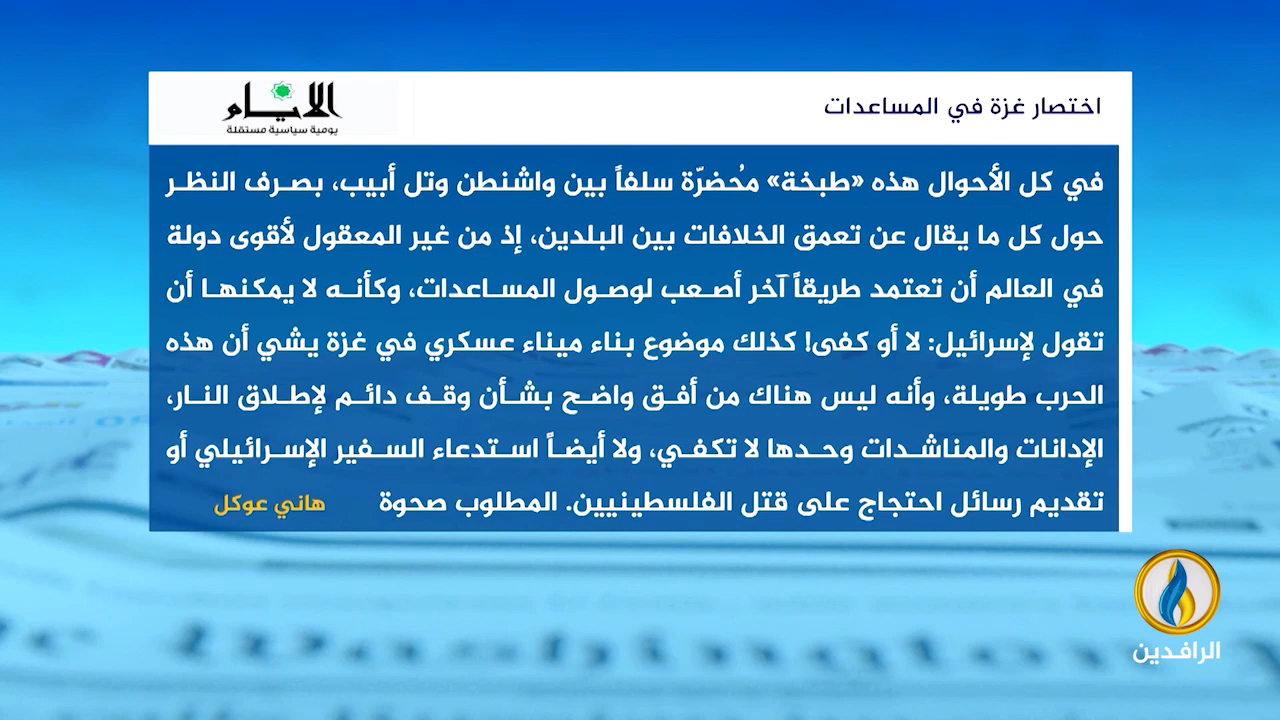 اختصار غزة في المساعدات
الايام
يومية سياسية مستقلة
في كل الأحوال هذه «طبخة» مُحضرّة سلفاً بين واشنطن وتل أبيب، بصرف النظر
حول كل ما يقال عن تعمق الخلافات بين البلدين، إذ من غير المعقول لأقوى دولة
في العالم أن تعتمد طريقاً آخر أصعب لوصول المساعدات، وكأنه لا يمكنها أن
تقول لإسرائيل: لا أو كفى! كذلك موضوع بناء ميناء عسكري في غزة يشي أن هذه
الحرب طويلة، وأنه ليس هناك من أفق واضح بشأن وقف دائم لإطلاق النار،
الإدانات والمناشدات وحدها لا تكفي، ولا أيضاً استدعاء السفير الإسرائيلي أو
تقديم رسائل احتجاج على قتل الفلسطينيين. المطلوب صحوة
هاني عوكل
الرافدين